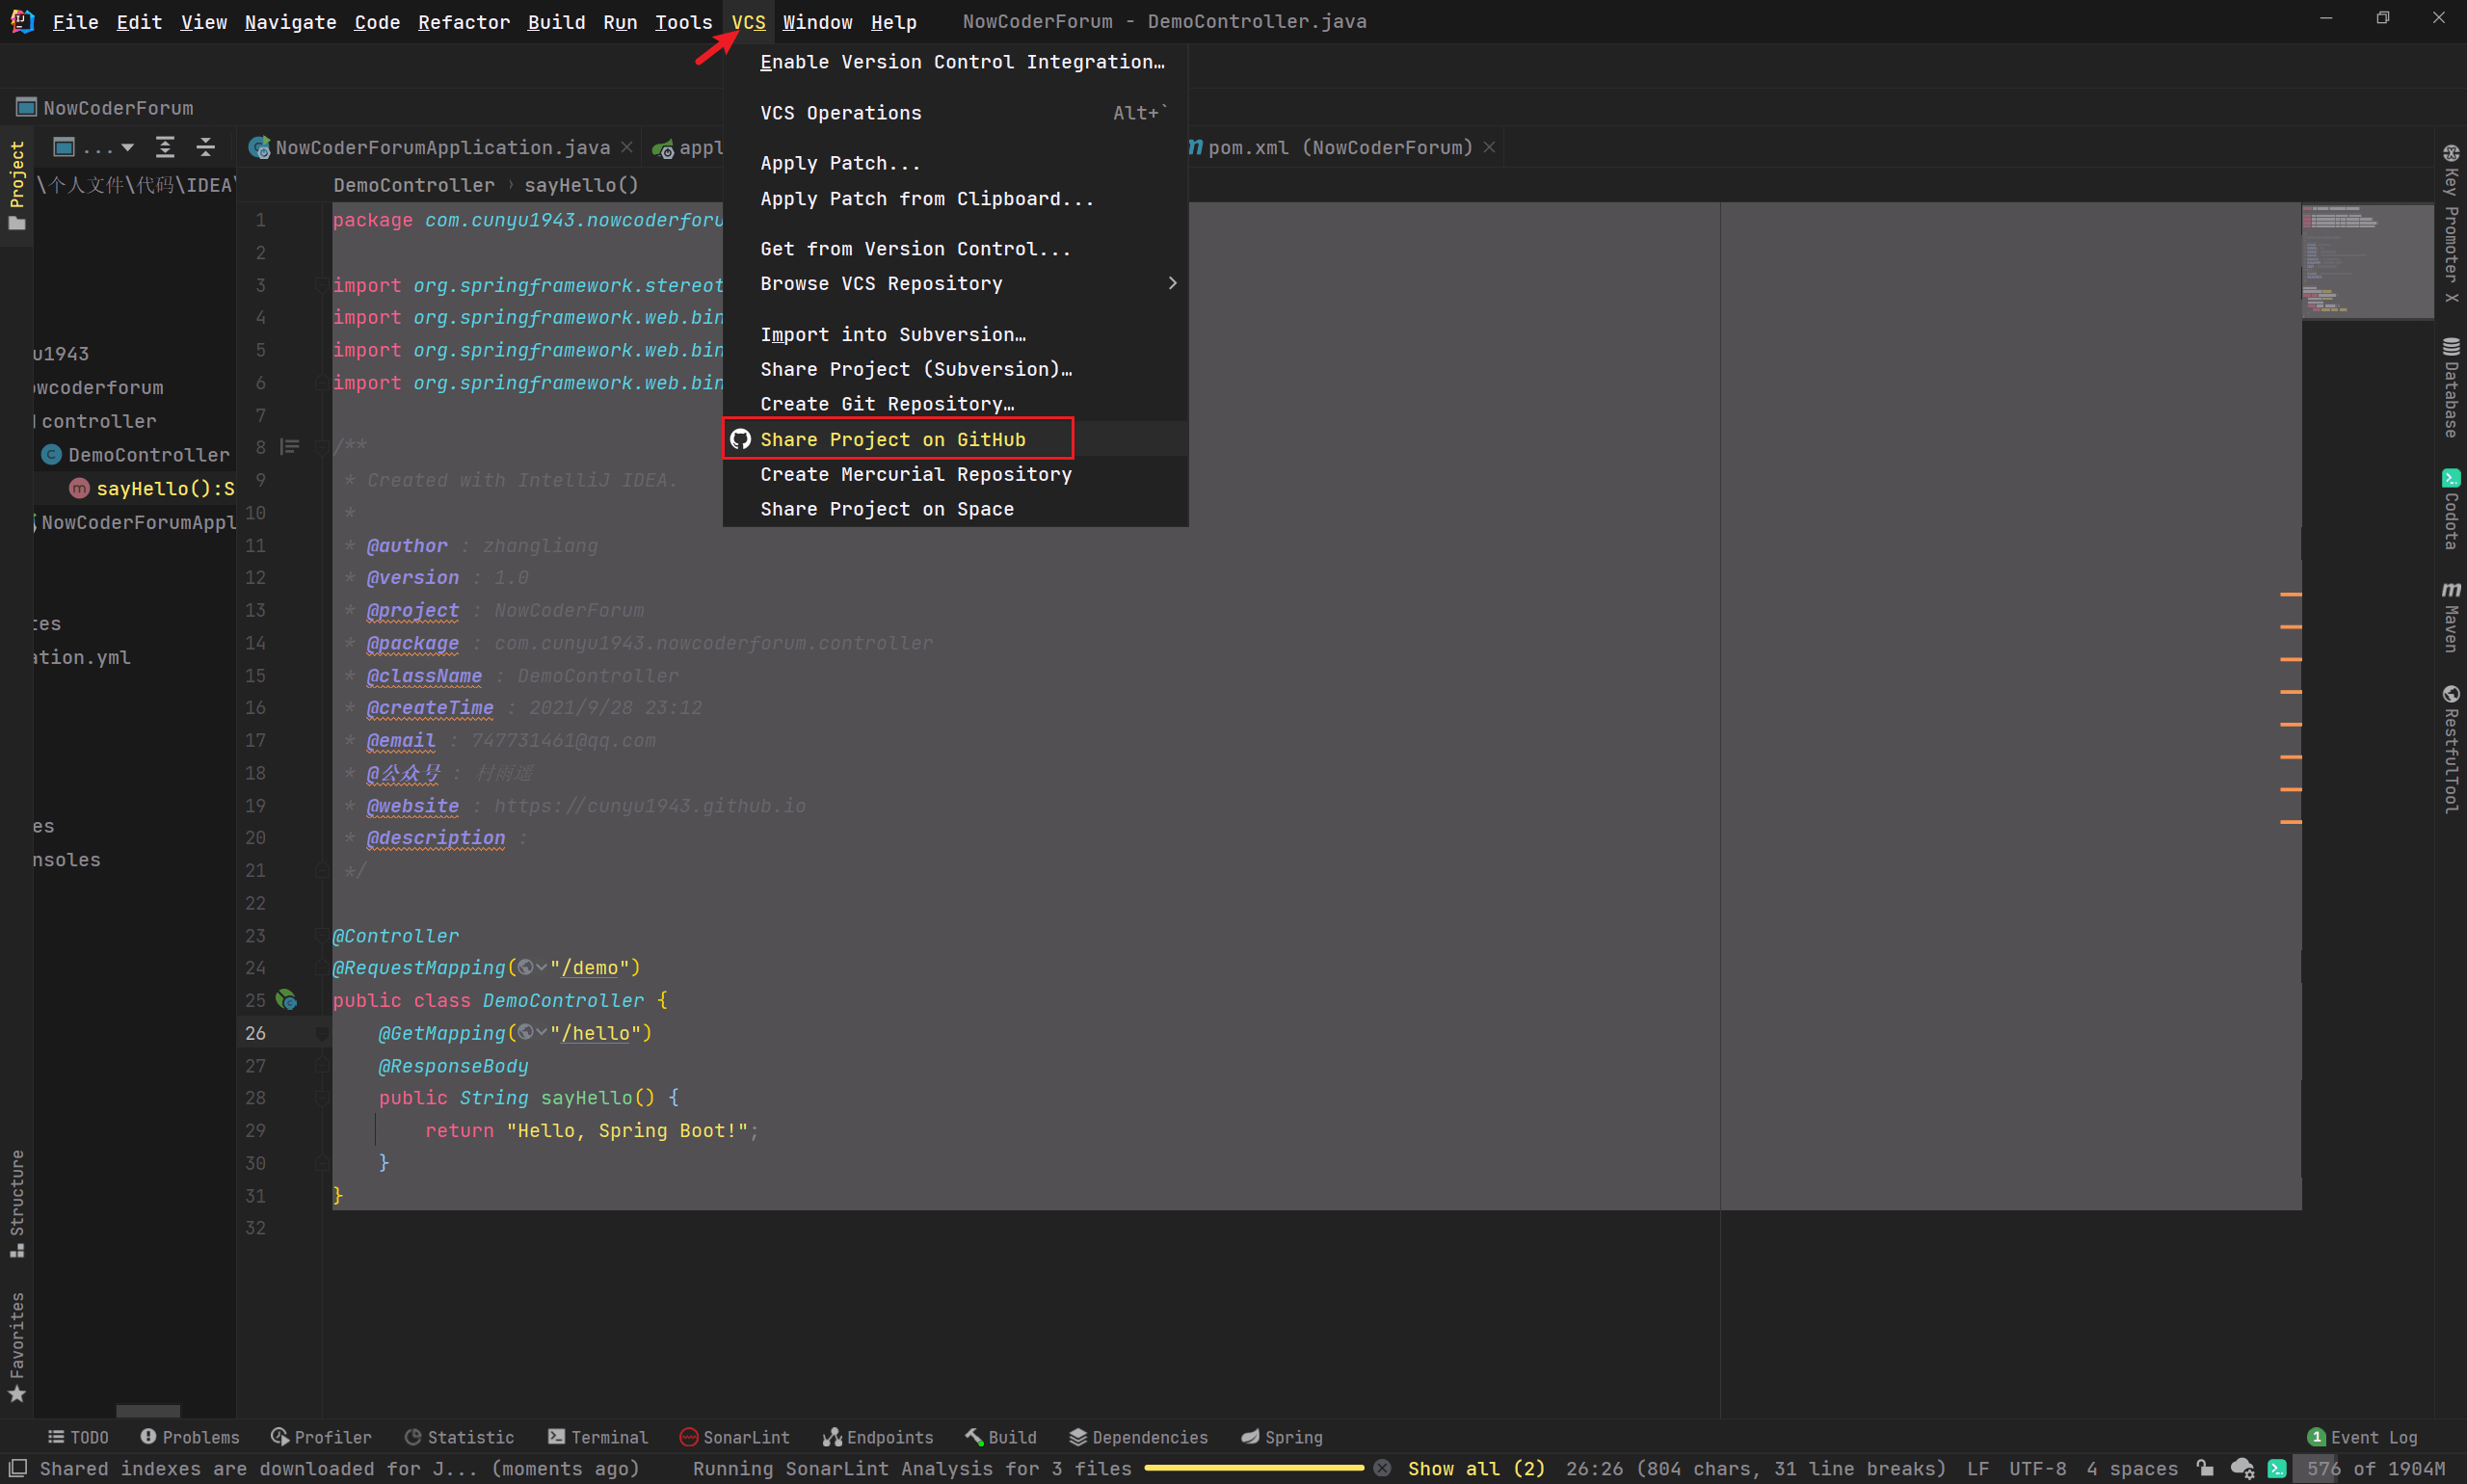 File Edit View Navigate Code Refactor Build Run Tools VCS Window Help NowCoderForum - DemoController.java
Enable Version Control Integration…
VCS Operations Alt+`
Apply Patch...
Apply Patch from Clipboard...
Get from Version Control...
Browse VCS Repository
Import into Subversion…
Share Project (Subversion)…
Create Git Repository…
Share Project on GitHub
Create Mercurial Repository
Share Project on Space
NowCoderForum
...
NowCoderForumApplication.java appl pom.xml (NowCoderForum)
Project
\个人文件\代码\IDEA\
u1943
owcoderforum
controller
DemoController
sayHello():S
NowCoderForumAppl
tes
ation.yml
es
nsoles
Structure
Favorites
DemoController › sayHello()
1 package com.cunyu1943.nowcoderforu
2
3 import org.springframework.stereot
4 import org.springframework.web.bin
5 import org.springframework.web.bin
6 import org.springframework.web.bin
7
8 /**
9 * Created with IntelliJ IDEA.
10 *
11 * @author : zhangliang
12 * @version : 1.0
13 * @project : NowCoderForum
14 * @package : com.cunyu1943.nowcoderforum.controller
15 * @className : DemoController
16 * @createTime : 2021/9/28 23:12
17 * @email : 747731461@qq.com
18 * @公众号 : 村雨遥
19 * @website : https://cunyu1943.github.io
20 * @description :
21 */
22
23 @Controller
24 @RequestMapping("/demo")
25 public class DemoController {
26 @GetMapping("/hello")
27 @ResponseBody
28 public String sayHello() {
29 return "Hello, Spring Boot!";
30 }
31 }
32
Key Promoter X
Database
Codota
Maven
RestfulTool
TODO Problems Profiler Statistic Terminal SonarLint Endpoints Build Dependencies Spring 1 Event Log
Shared indexes are downloaded for J... (moments ago) Running SonarLint Analysis for 3 files Show all (2) 26:26 (804 chars, 31 line breaks) LF UTF-8 4 spaces 576 of 1904M